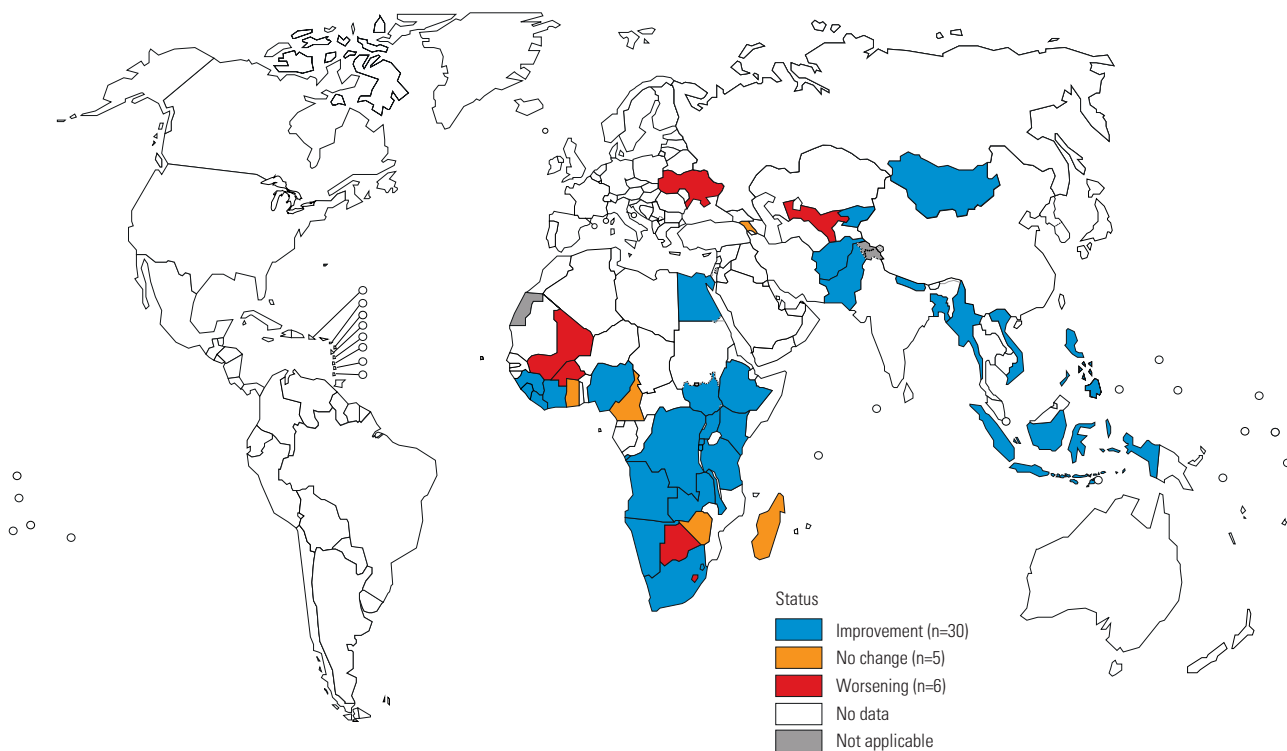 Status
Improvement (n=30)
No change (n=5)
Worsening (n=6)
No data
Not applicable